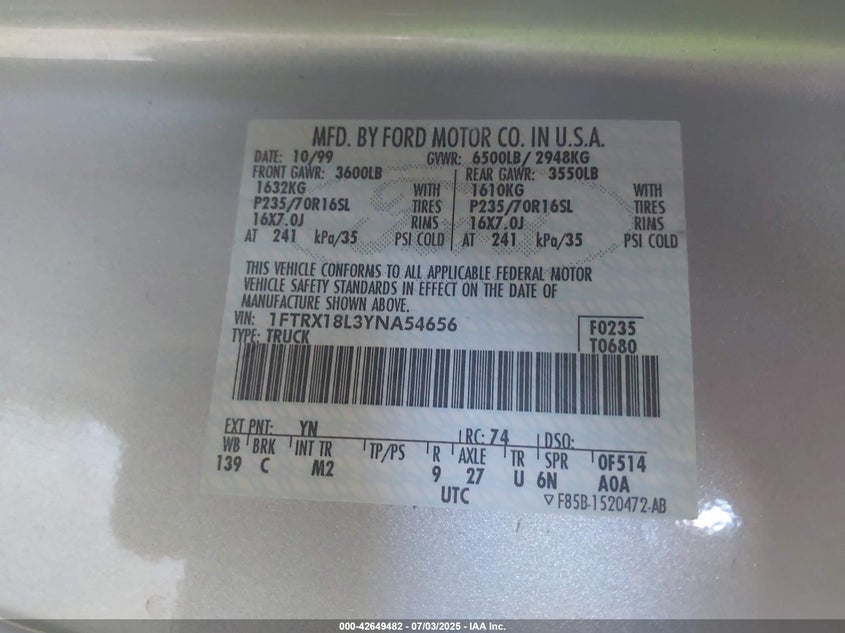 MFD. BY FORD MOTOR CO. IN U.S.A.
DATE: 10/99 GVWR: 6500LB/ 2948KG
FRONT GAWR: 3600LB REAR GAWR: 3550LB
1632KG WITH 1610KG WITH
P235/70R16SL TIRES P235/70R16SL TIRES
16X7.0J RIMS 16X7.0J RIMS
AT 241 kPa/35 PSI COLD AT 241 kPa/35 PSI COLD
THIS VEHICLE CONFORMS TO ALL APPLICABLE FEDERAL MOTOR
VEHICLE SAFETY STANDARDS IN EFFECT ON THE DATE OF
MANUFACTURE SHOWN ABOVE.
VIN: 1FTRX18L3YNA54656 F0235
TYPE: TRUCK T0680
EXT PNT: YN RC: 74 DSO:
WB BRK INT TR TP/PS R AXLE TR SPR 0F514
139 C M2 9 27 U 6N A0A
UTC ▽F85B-1520472-AB
000-42649482 - 07/03/2025 - IAA Inc.